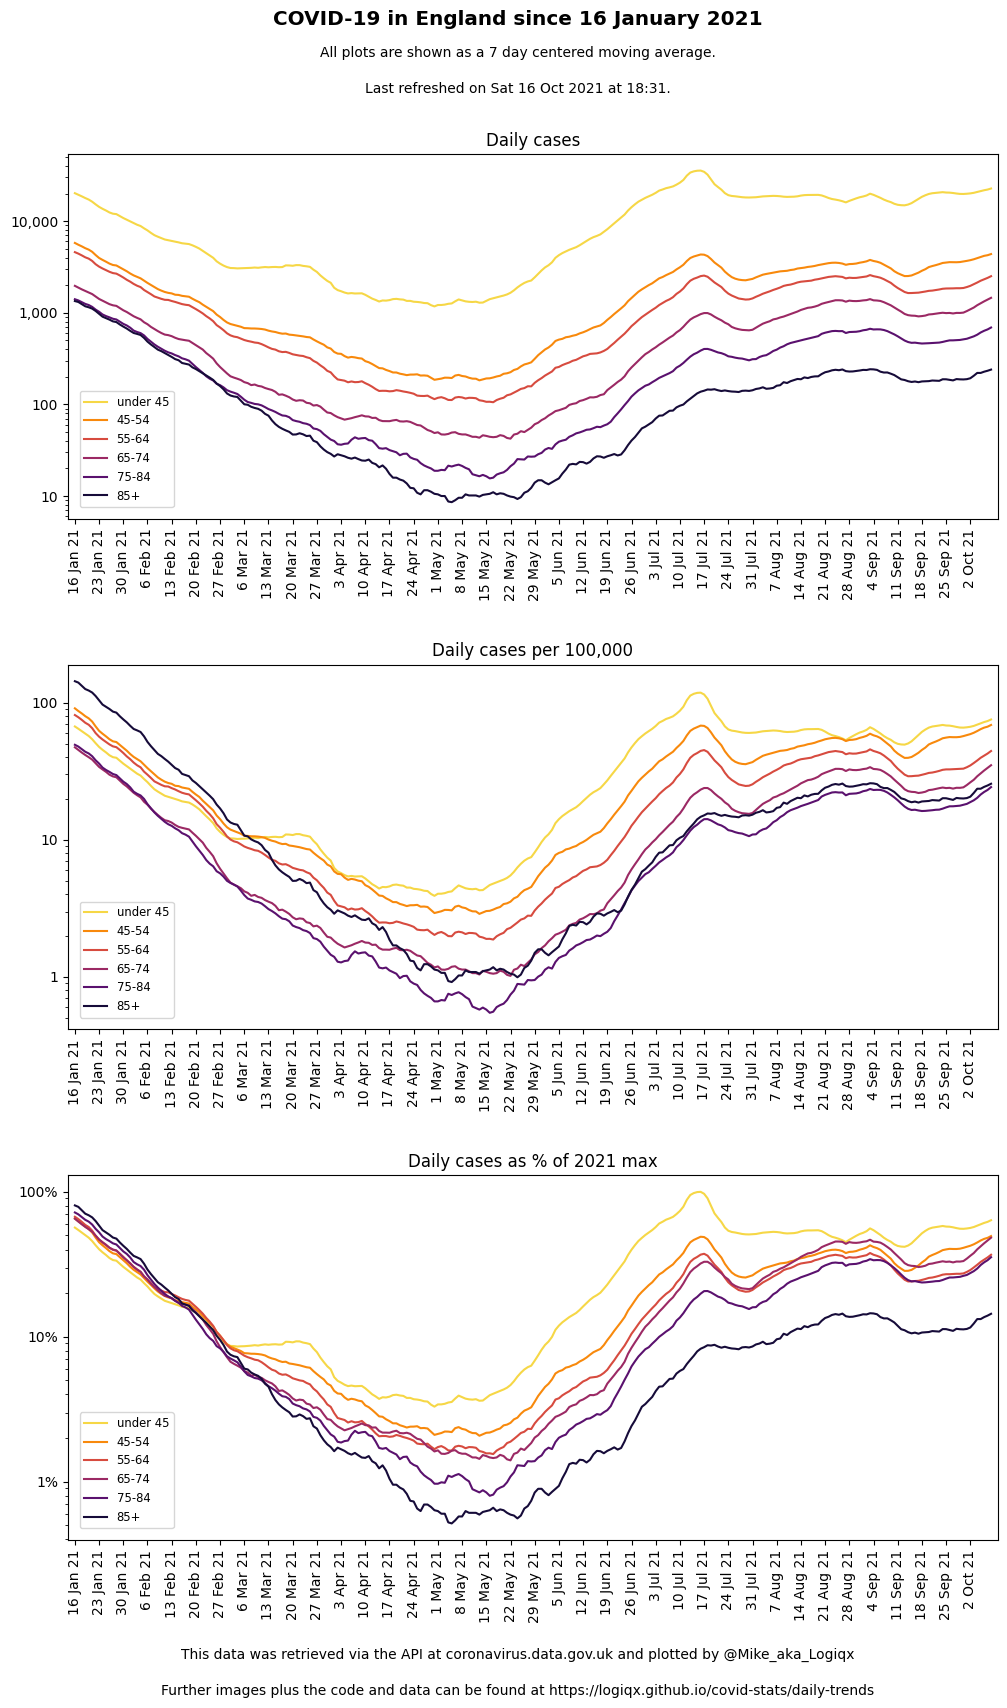 COVID-19 in England since 16 January 2021
All plots are shown as a 7 day centered moving average.
Last refreshed on Sat 16 Oct 2021 at 18:31.
Daily cases
10,000
1,000
100
10
under 45
45-54
55-64
65-74
75-84
85+
16 Jan 21
23 Jan 21
30 Jan 21
6 Feb 21
13 Feb 21
20 Feb 21
27 Feb 21
6 Mar 21
13 Mar 21
20 Mar 21
27 Mar 21
3 Apr 21
10 Apr 21
17 Apr 21
24 Apr 21
1 May 21
8 May 21
15 May 21
22 May 21
29 May 21
5 Jun 21
12 Jun 21
19 Jun 21
26 Jun 21
3 Jul 21
10 Jul 21
17 Jul 21
24 Jul 21
31 Jul 21
7 Aug 21
14 Aug 21
21 Aug 21
28 Aug 21
4 Sep 21
11 Sep 21
18 Sep 21
25 Sep 21
2 Oct 21
Daily cases per 100,000
100
10
1
under 45
45-54
55-64
65-74
75-84
85+
16 Jan 21
23 Jan 21
30 Jan 21
6 Feb 21
13 Feb 21
20 Feb 21
27 Feb 21
6 Mar 21
13 Mar 21
20 Mar 21
27 Mar 21
3 Apr 21
10 Apr 21
17 Apr 21
24 Apr 21
1 May 21
8 May 21
15 May 21
22 May 21
29 May 21
5 Jun 21
12 Jun 21
19 Jun 21
26 Jun 21
3 Jul 21
10 Jul 21
17 Jul 21
24 Jul 21
31 Jul 21
7 Aug 21
14 Aug 21
21 Aug 21
28 Aug 21
4 Sep 21
11 Sep 21
18 Sep 21
25 Sep 21
2 Oct 21
Daily cases as % of 2021 max
100%
10%
1%
under 45
45-54
55-64
65-74
75-84
85+
16 Jan 21
23 Jan 21
30 Jan 21
6 Feb 21
13 Feb 21
20 Feb 21
27 Feb 21
6 Mar 21
13 Mar 21
20 Mar 21
27 Mar 21
3 Apr 21
10 Apr 21
17 Apr 21
24 Apr 21
1 May 21
8 May 21
15 May 21
22 May 21
29 May 21
5 Jun 21
12 Jun 21
19 Jun 21
26 Jun 21
3 Jul 21
10 Jul 21
17 Jul 21
24 Jul 21
31 Jul 21
7 Aug 21
14 Aug 21
21 Aug 21
28 Aug 21
4 Sep 21
11 Sep 21
18 Sep 21
25 Sep 21
2 Oct 21
This data was retrieved via the API at coronavirus.data.gov.uk and plotted by @Mike_aka_Logiqx
Further images plus the code and data can be found at https://logiqx.github.io/covid-stats/daily-trends